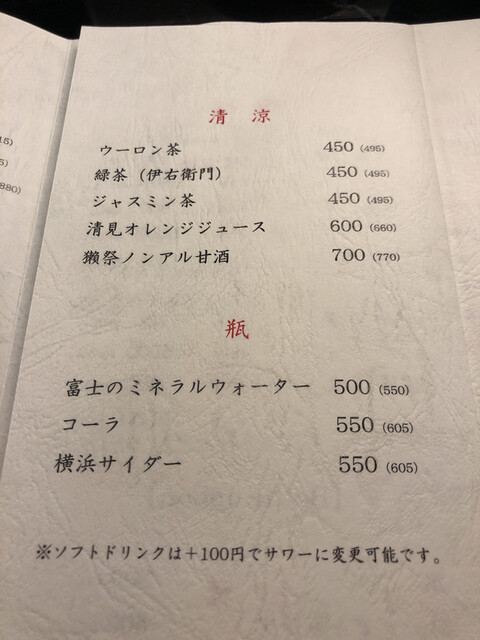 清 涼
ウーロン茶 450 (495)
緑茶（伊右衛門） 450 (495)
ジャスミン茶 450 (495)
清見オレンジジュース 600 (660)
獺祭ノンアル甘酒 700 (770)
瓶
富士のミネラルウォーター 500 (550)
コーラ 550 (605)
横浜サイダー 550 (605)
※ソフトドリンクは＋100円でサワーに変更可能です。